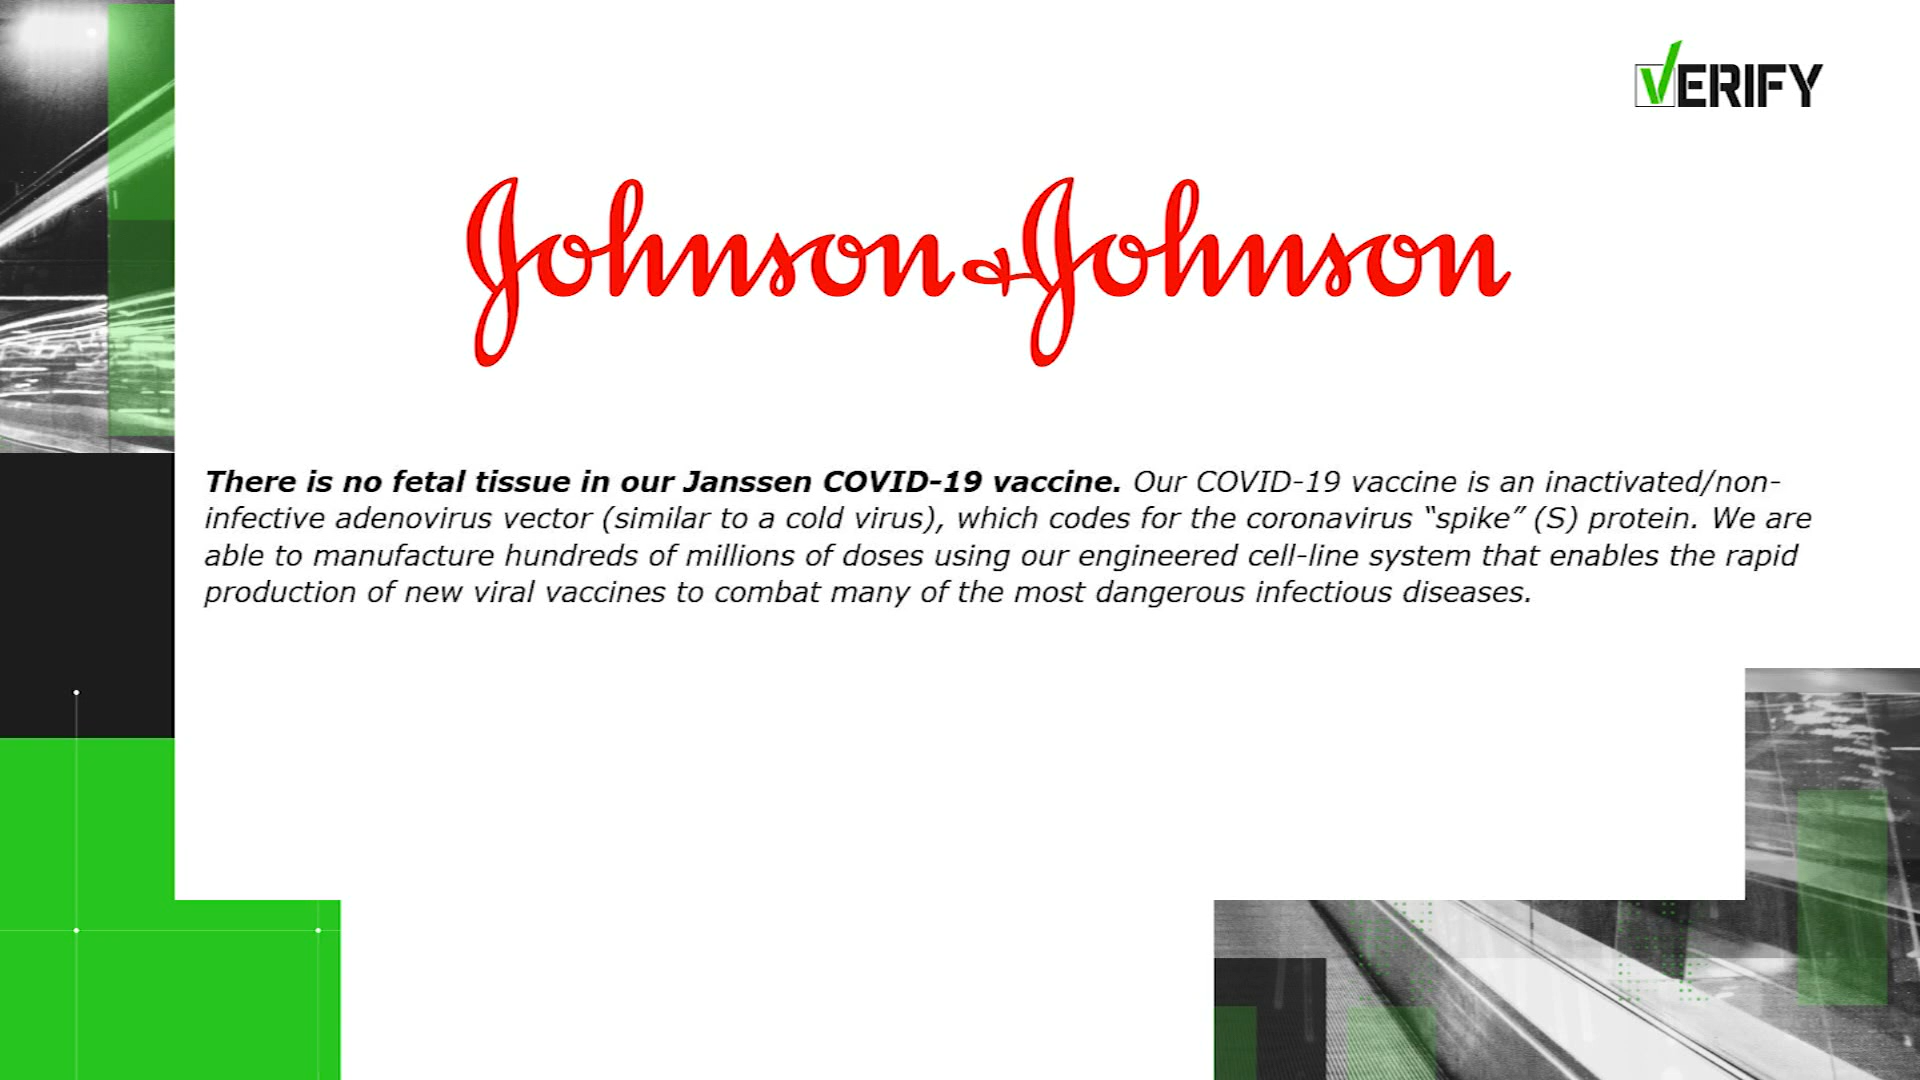 VERIFY
Johnson & Johnson
There is no fetal tissue in our Janssen COVID-19 vaccine. Our COVID-19 vaccine is an inactivated/non-
infective adenovirus vector (similar to a cold virus), which codes for the coronavirus “spike” (S) protein. We are
able to manufacture hundreds of millions of doses using our engineered cell-line system that enables the rapid
production of new viral vaccines to combat many of the most dangerous infectious diseases.